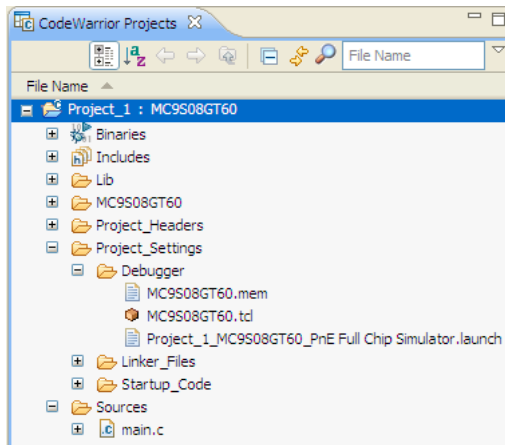 CodeWarrior Projects
File Name
File Name
Project_1 : MC9S08GT60
Binaries
Includes
Lib
MC9S08GT60
Project_Headers
Project_Settings
Debugger
MC9S08GT60.mem
MC9S08GT60.tcl
Project_1_MC9S08GT60_PnE Full Chip Simulator.launch
Linker_Files
Startup_Code
Sources
main.c